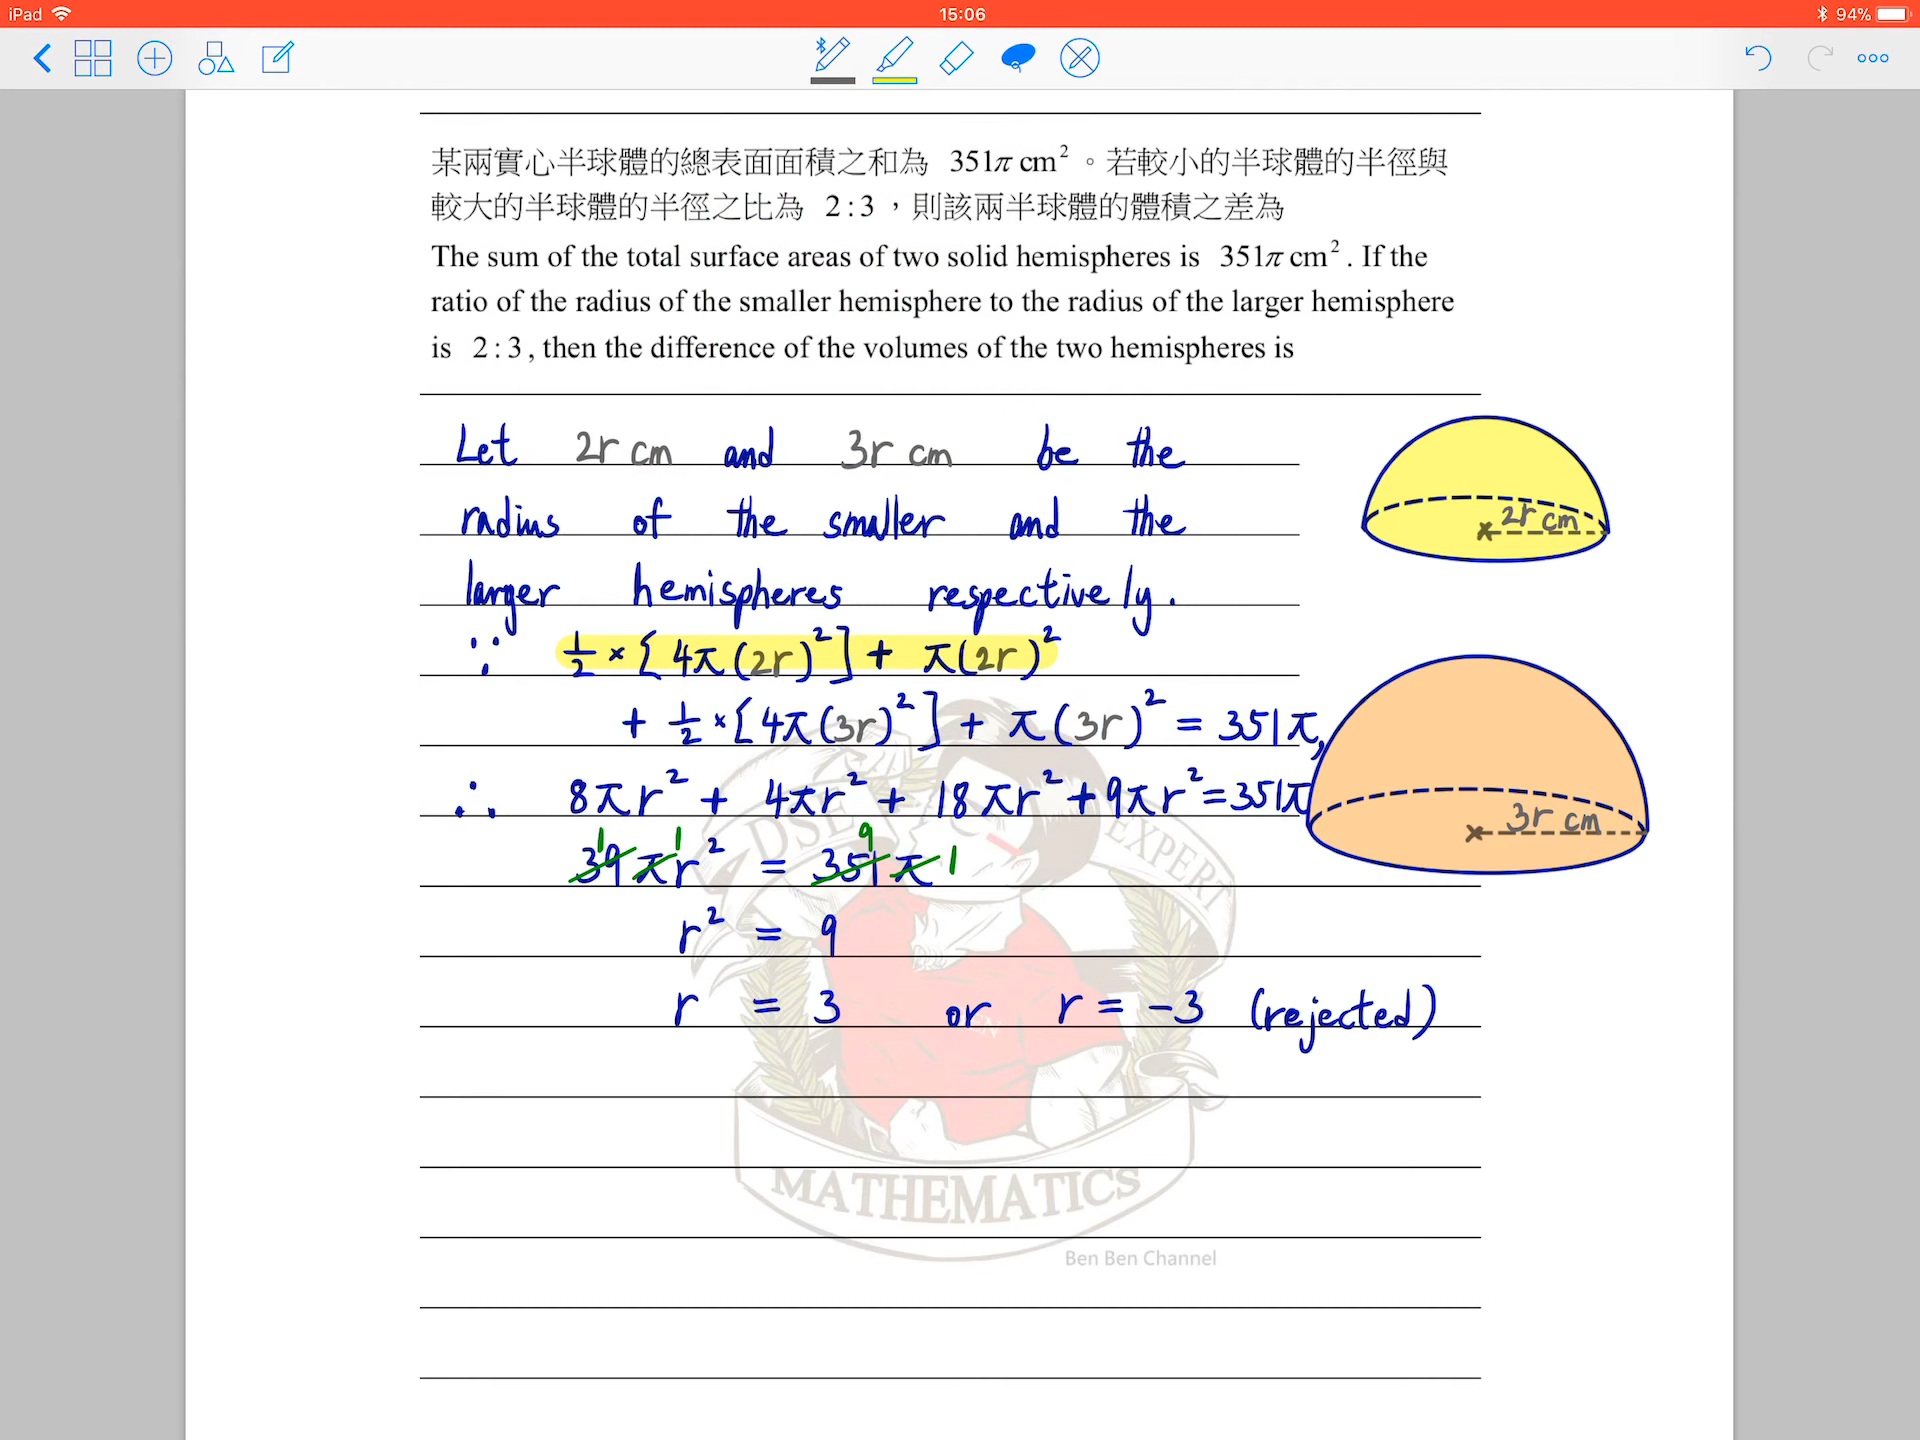 iPad 15:06 94%
某兩實心半球體的總表面面積之和為 351π cm²。若較小的半球體的半徑與
較大的半球體的半徑之比為 2:3，則該兩半球體的體積之差為
The sum of the total surface areas of two solid hemispheres is 351π cm². If the
ratio of the radius of the smaller hemisphere to the radius of the larger hemisphere
is 2:3, then the difference of the volumes of the two hemispheres is
Let 2r cm and 3r cm be the
radius of the smaller and the
larger hemispheres respectively.
∵ ½ × [4π(2r)²] + π(2r)²
+ ½ × [4π(3r)²] + π(3r)² = 351π,
∴ 8πr² + 4πr² + 18πr² + 9πr² = 351π
1 1 9
39πr² = 351π 1
r² = 9
r = 3 or r = -3 (rejected)
2r cm
3r cm
DSE EXPERT
MATHEMATICS
Ben Ben Channel